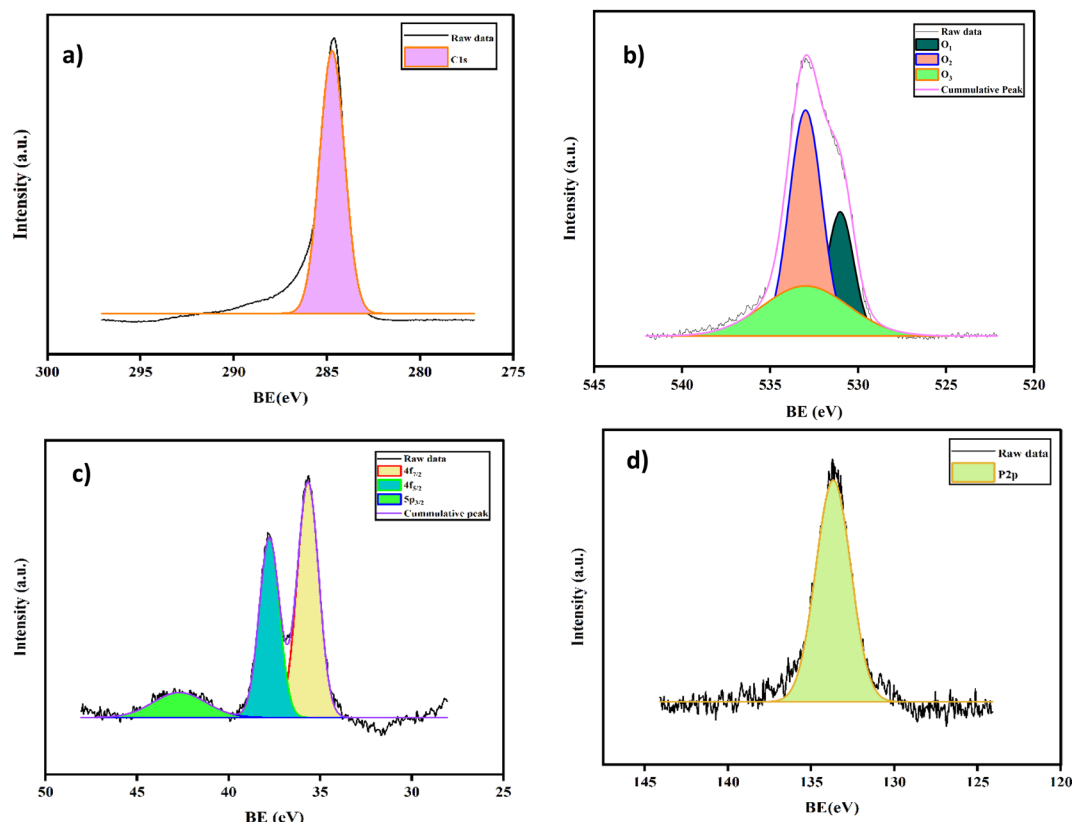 a)
Raw data
C1s
Intensity (a.u.)
300 295 290 285 280 275
BE(eV)
b)
Raw data
O1
O2
O3
Cummulative Peak
Intensity (a.u.)
545 540 535 530 525 520
BE (eV)
c)
Raw data
4f7/2
4f5/2
5p3/2
Cummulative peak
Intensity (a.u.)
50 45 40 35 30 25
BE (eV)
d)
Raw data
P2p
Intensity (a.u.)
145 140 135 130 125 120
BE(eV)